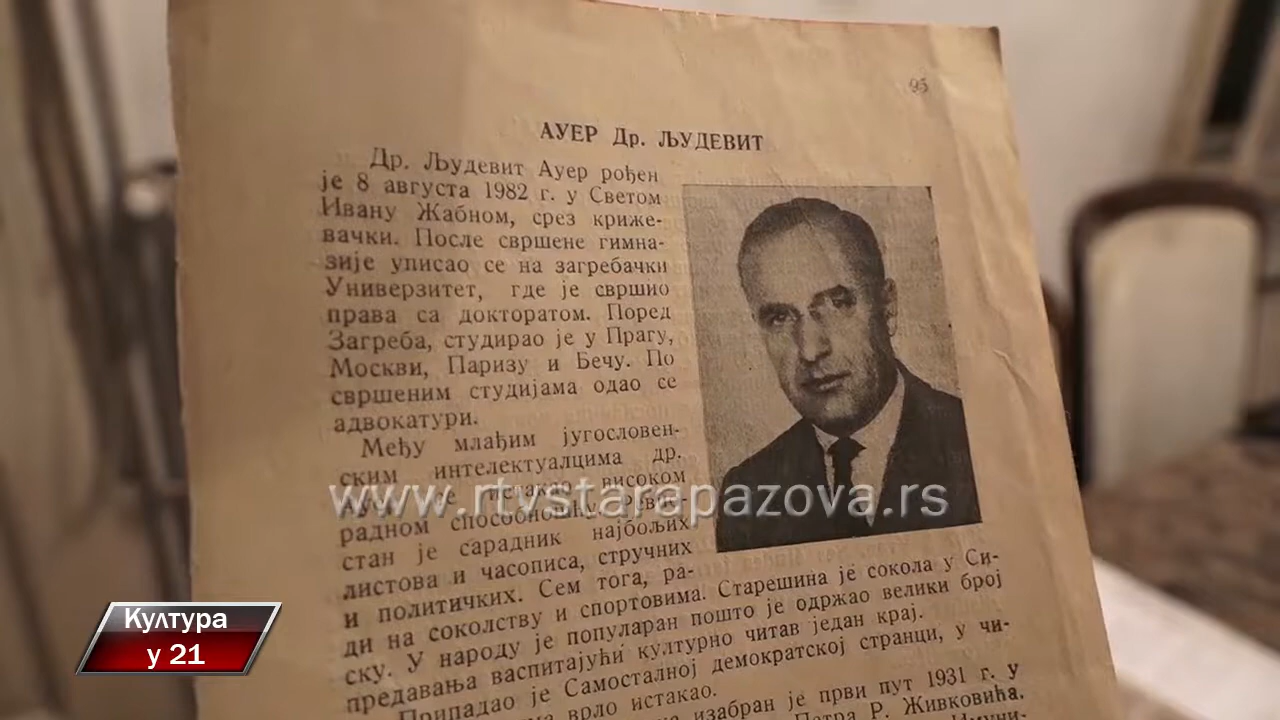 95
АУЕР Др. ЉУДЕВИТ
Др. Људевит Ауер рођен
је 8 августа 1982 г. у Светом
Ивану Жабном, срез криже-
вачки. После свршене гимна-
зије уписао се на загребачки
Универзитет, где је свршио
права са докторатом. Поред
Загреба, студирао је у Прагу,
Москви, Паризу и Бечу. По
свршеним студијама одао се
адвокатури.
Међу млађим југословен-
ским интелектуалцима др.
Ауер се истакао високом
радном способношћу.
стан је сарадник најбољих
листова и часописа, стручних
и политичких. Сем тога, ра-
ди на соколству и спортовима. Старешина је сокола у Си-
ску. У народу је популаран пошто је одржао велики број
предавања васпитајући културно читав један крај.
Припадао је Самосталној демократској странци, у чи-
врло истакао.
изабран је први пут 1931 г. у
Петра Р. Живковића.
www.rtvstarapazova.rs
Култура
у 21